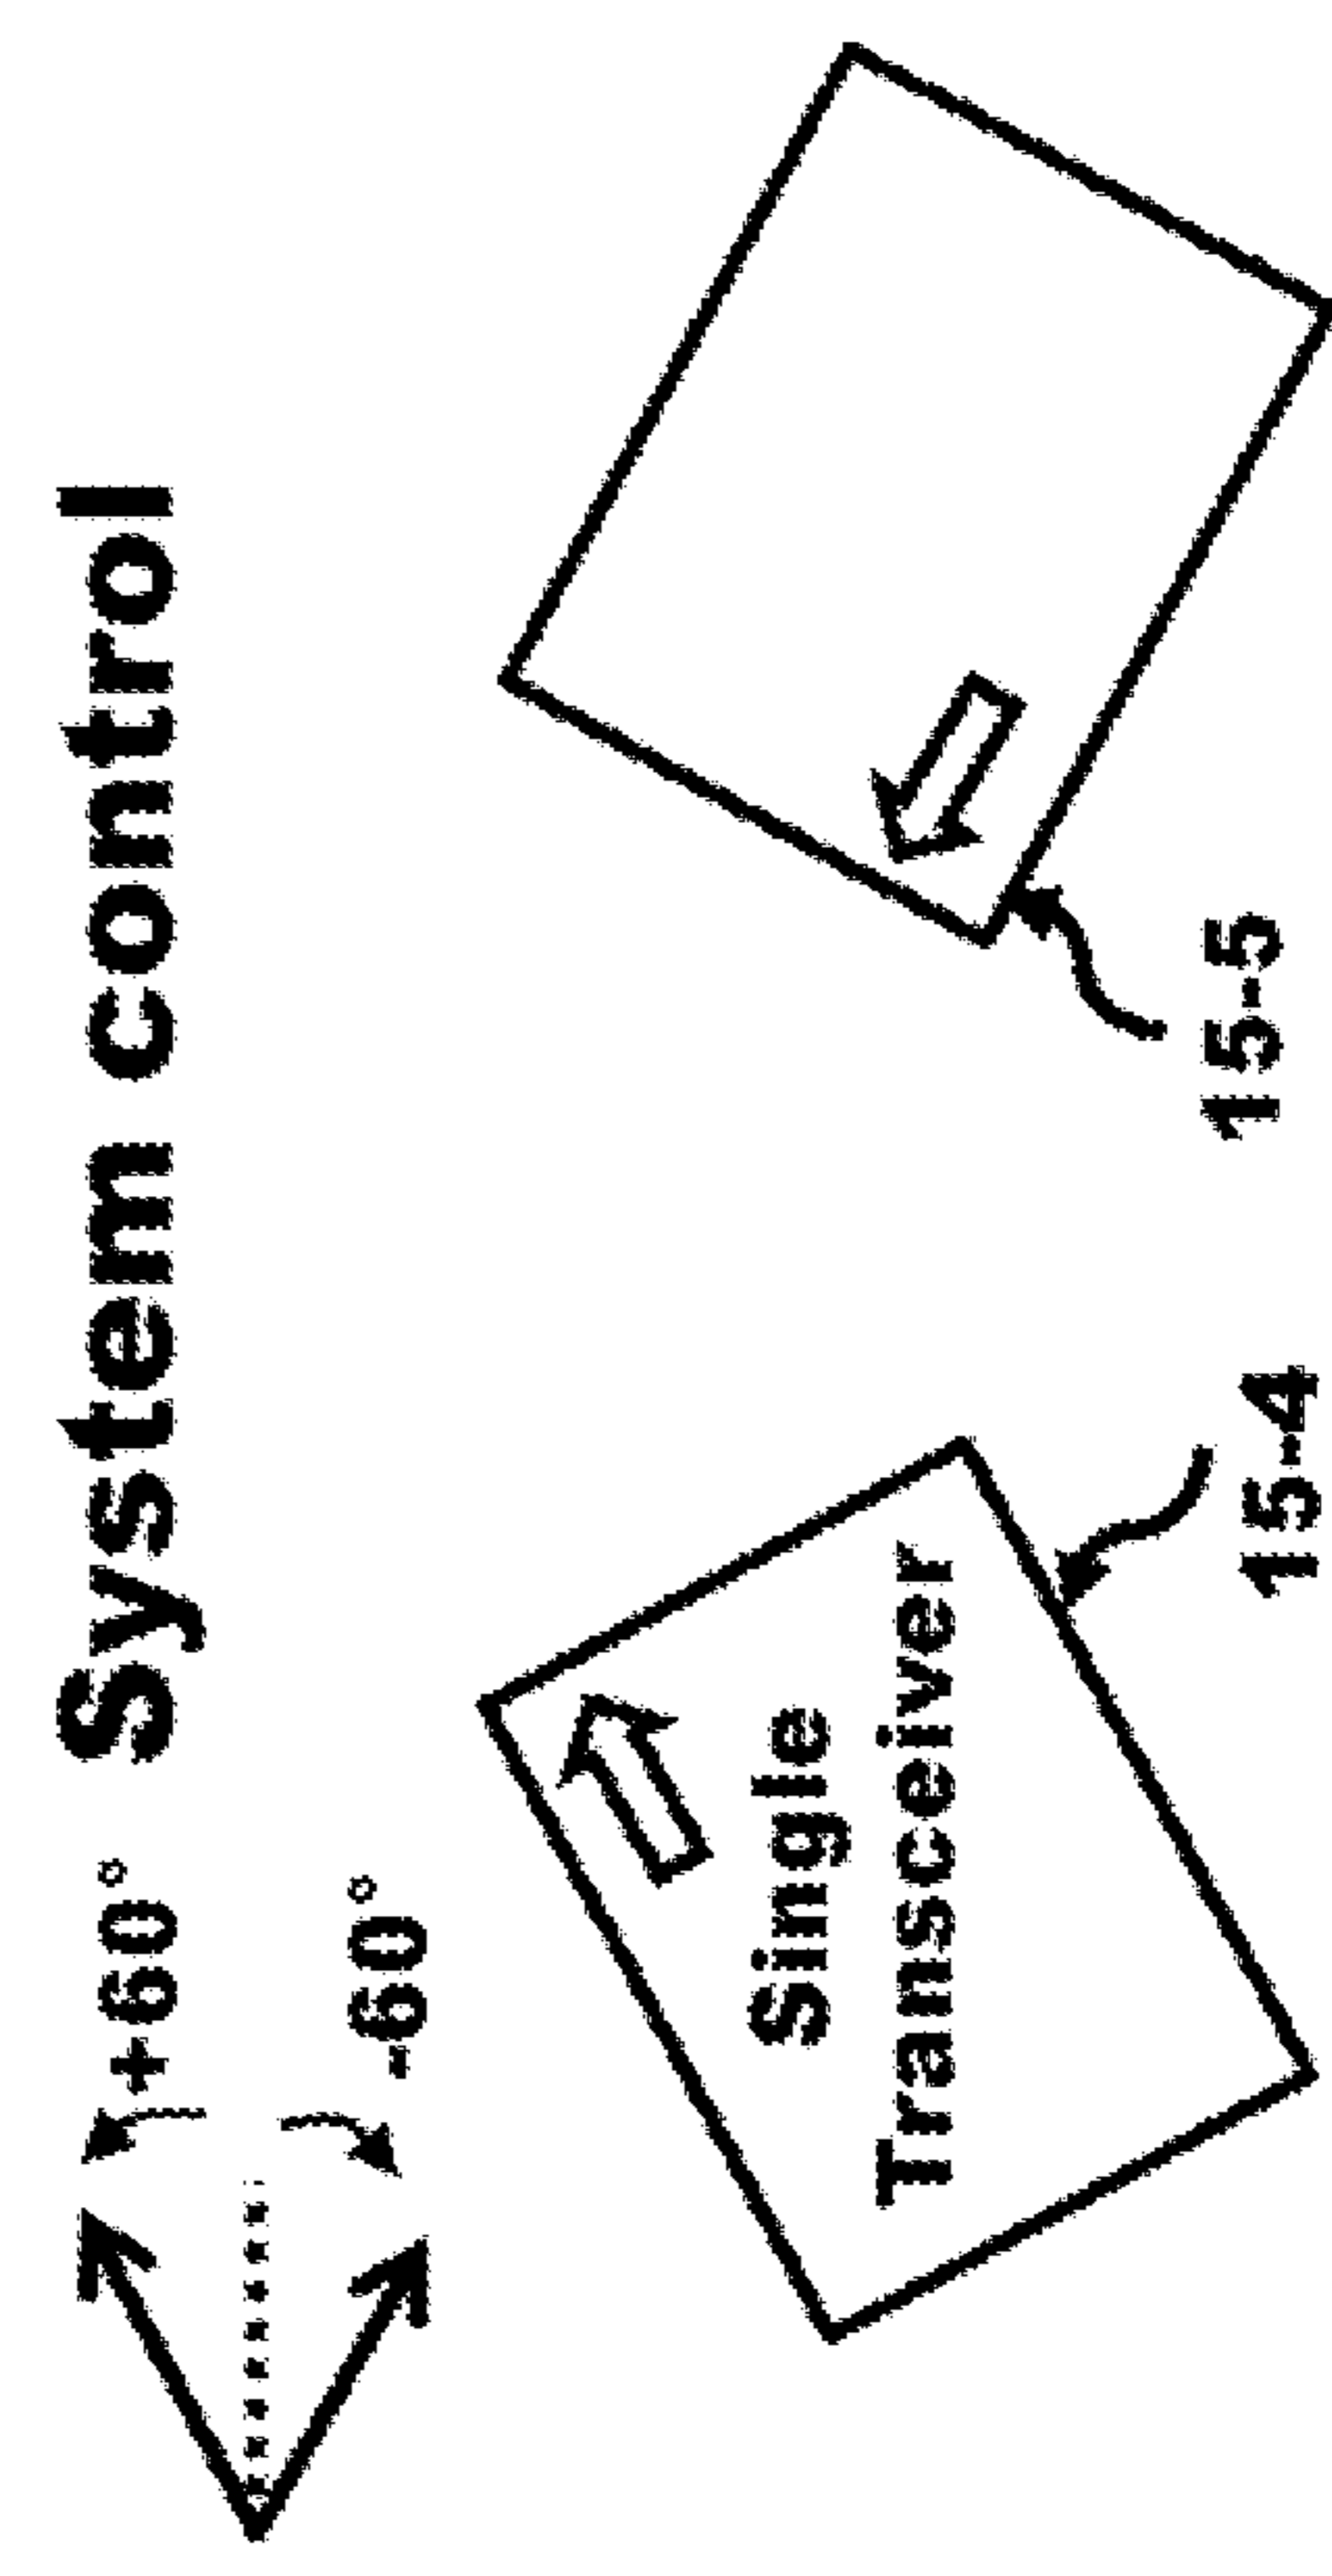 +60° System control
-60°
Single
Transceiver
15-4
15-5